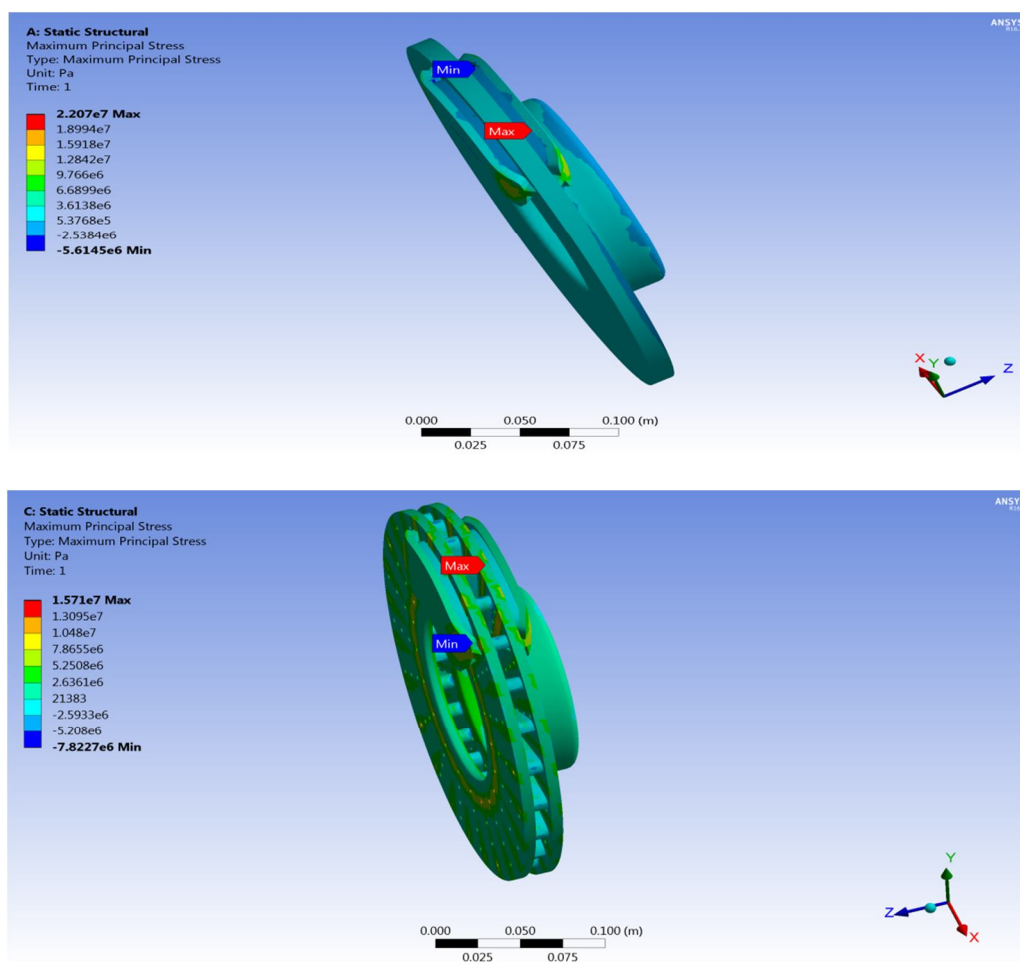 A: Static Structural
Maximum Principal Stress
Type: Maximum Principal Stress
Unit: Pa
Time: 1
2.207e7 Max
1.8994e7
1.5918e7
1.2842e7
9.766e6
6.6899e6
3.6138e6
5.3768e5
-2.5384e6
-5.6145e6 Min
Min
Max
ANSYS
R16.
X
Y
Z
0.000 0.050 0.100 (m)
0.025 0.075
C: Static Structural
Maximum Principal Stress
Type: Maximum Principal Stress
Unit: Pa
Time: 1
1.571e7 Max
1.3095e7
1.048e7
7.8655e6
5.2508e6
2.6361e6
21383
-2.5933e6
-5.208e6
-7.8227e6 Min
Max
Min
ANSYS
R16
Y
Z
X
0.000 0.050 0.100 (m)
0.025 0.075